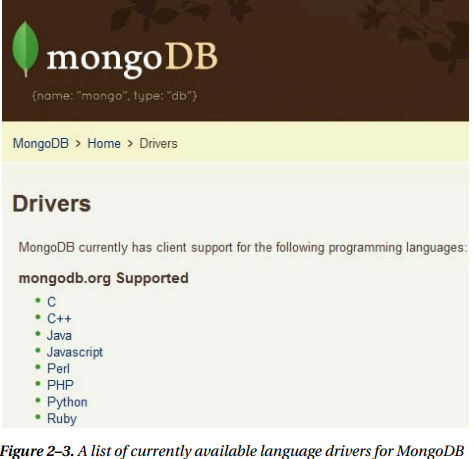 mongoDB
{name: "mongo", type: "db"}
MongoDB > Home > Drivers
Drivers
MongoDB currently has client support for the following programming languages:
mongodb.org Supported
• C
• C++
• Java
• Javascript
• Perl
• PHP
• Python
• Ruby
Figure 2–3. A list of currently available language drivers for MongoDB